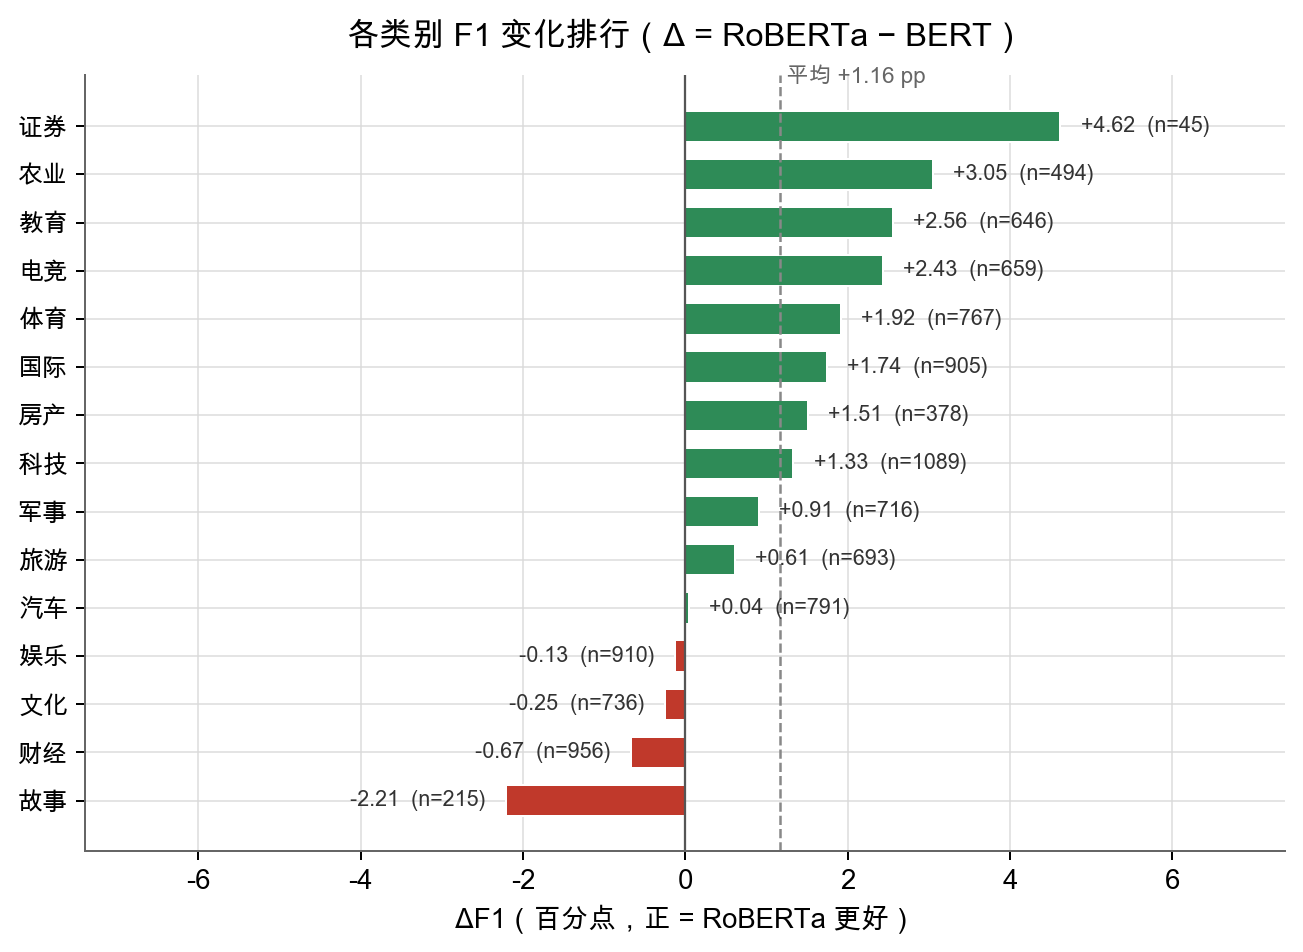 各类别 F1 变化排行（Δ = RoBERTa − BERT）
平均 +1.16 pp
证券 +4.62 (n=45)
农业 +3.05 (n=494)
教育 +2.56 (n=646)
电竞 +2.43 (n=659)
体育 +1.92 (n=767)
国际 +1.74 (n=905)
房产 +1.51 (n=378)
科技 +1.33 (n=1089)
军事 +0.91 (n=716)
旅游 +0.61 (n=693)
汽车 +0.04 (n=791)
娱乐 -0.13 (n=910)
文化 -0.25 (n=736)
财经 -0.67 (n=956)
故事 -2.21 (n=215)
-6 -4 -2 0 2 4 6
ΔF1（百分点，正 = RoBERTa 更好）